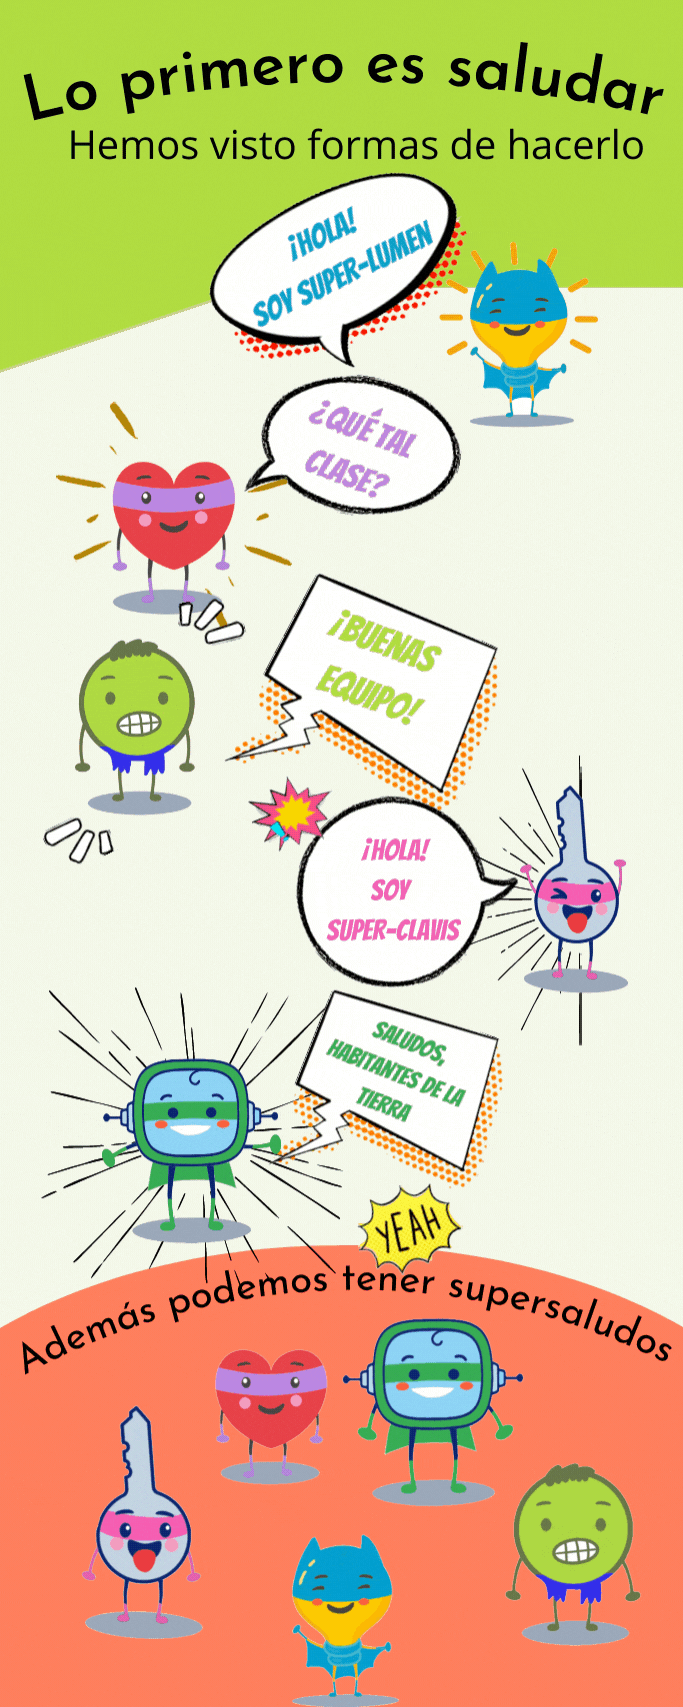 Lo primero es saludar
Hemos visto formas de hacerlo
¡HOLA!
SOY SUPER-LUMEN
¿QUÉ TAL
CLASE?
¡BUENAS
EQUIPO!
¡HOLA!
SOY
SUPER-CLAVIS
SALUDOS,
HABITANTES DE LA
TIERRA
YEAH
Además podemos tener supersaludos